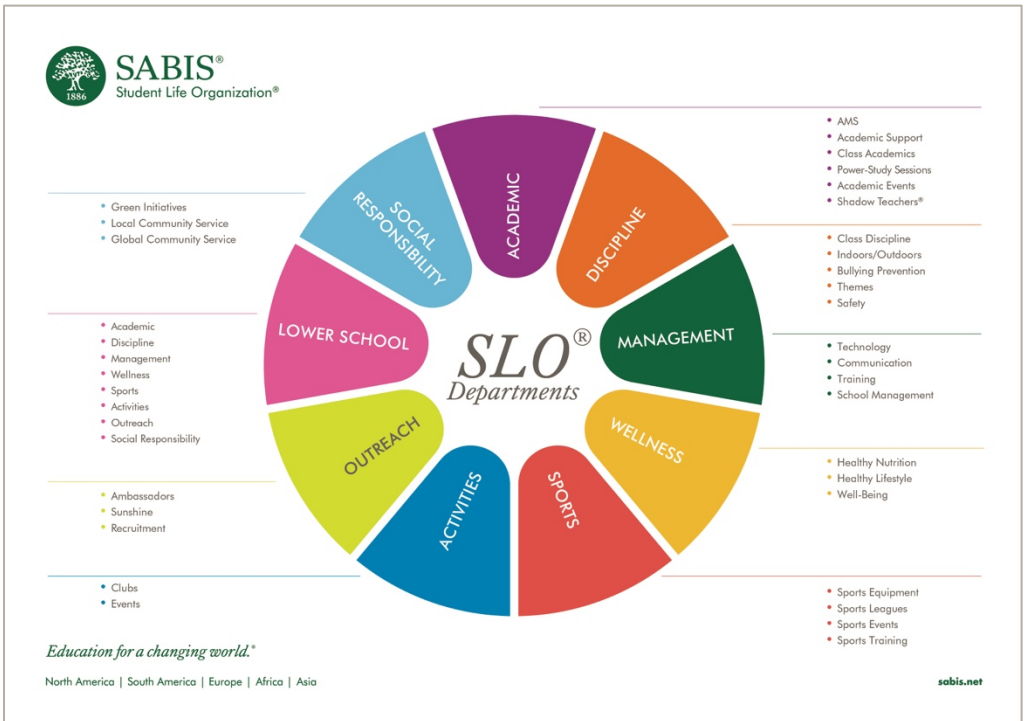 SABIS®
Student Life Organization®
1886
ACADEMIC
DISCIPLINE
MANAGEMENT
WELLNESS
SPORTS
ACTIVITIES
OUTREACH
LOWER SCHOOL
SOCIAL
RESPONSIBILITY
SLO®
Departments
• AMS
• Academic Support
• Class Academics
• Power-Study Sessions
• Academic Events
• Shadow Teachers®
• Class Discipline
• Indoors/Outdoors
• Bullying Prevention
• Themes
• Safety
• Technology
• Communication
• Training
• School Management
• Healthy Nutrition
• Healthy Lifestyle
• Well-Being
• Sports Equipment
• Sports Leagues
• Sports Events
• Sports Training
• Green Initiatives
• Local Community Service
• Global Community Service
• Academic
• Discipline
• Management
• Wellness
• Sports
• Activities
• Outreach
• Social Responsibility
• Ambassadors
• Sunshine
• Recruitment
• Clubs
• Events
Education for a changing world.®
North America | South America | Europe | Africa | Asia
sabis.net